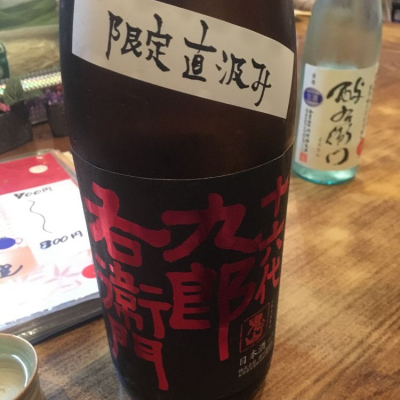 限定直汲み
十六代
九郎
右衛門
日本酒
酔右衛門
800円